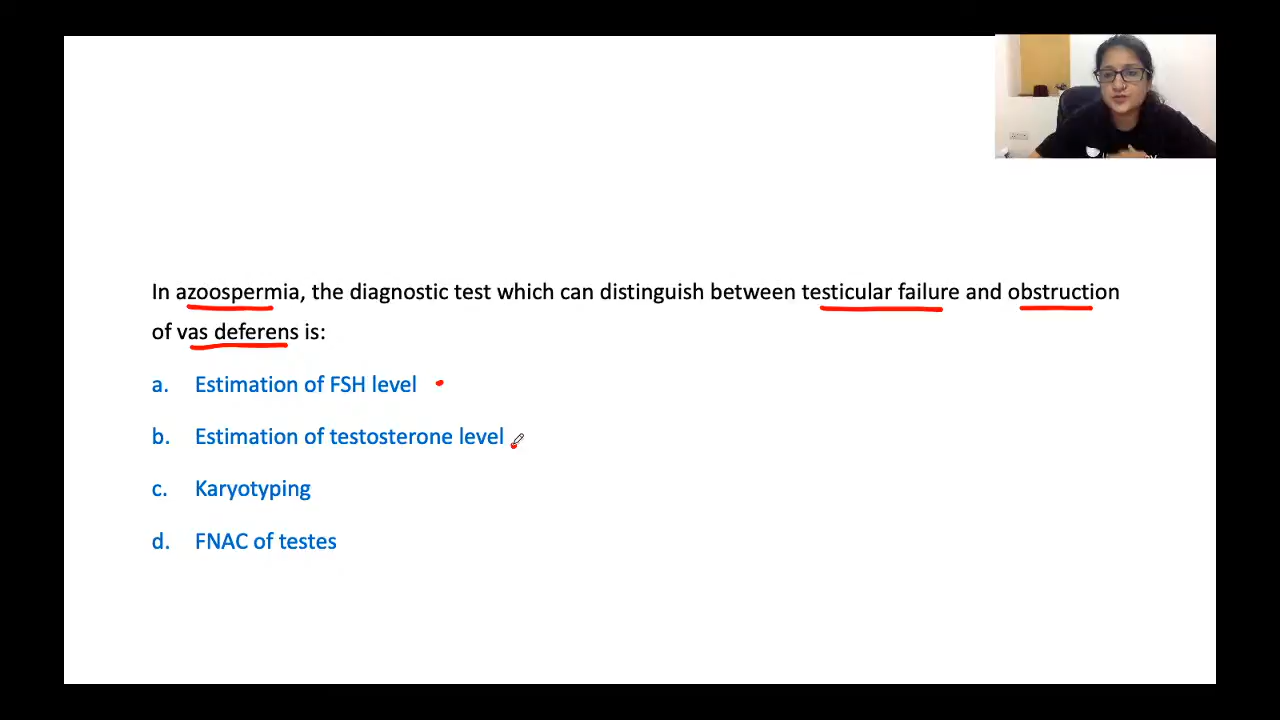 In azoospermia, the diagnostic test which can distinguish between testicular failure and obstruction
of vas deferens is:
a. Estimation of FSH level
b. Estimation of testosterone level
c. Karyotyping
d. FNAC of testes